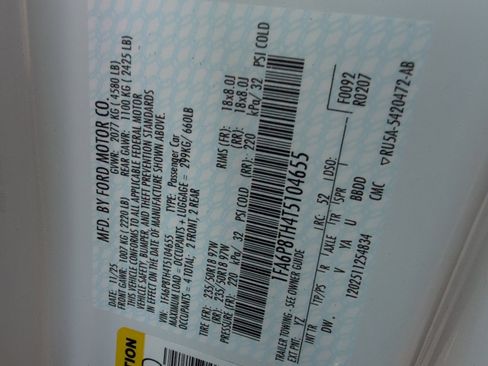 MFD. BY FORD MOTOR CO.
11/25 GVWR: 2077 KG ( 4580 LB)
FRONT GAWR: 1007 KG ( 2220 LB) REAR GAWR: 1100 KG ( 2425 LB)
THIS VEHICLE CONFORMS TO ALL APPLICABLE FEDERAL MOTOR
VEHICLE SAFETY, BUMPER, AND THEFT PREVENTION STANDARDS
IN EFFECT ON THE DATE OF MANUFACTURE SHOWN ABOVE.
VIN: 1FA6P8TH4T5104655 TYPE: Passenger Car
MAXIMUM LOAD = OCCUPANTS + LUGGAGE = 299KG/ 660LB
OCCUPANTS = 4 TOTAL; 2 FRONT, 2 REAR
TIRE (FR): 235/50R18 97W RIMS (FR): 18x8.0J
(RR): 235/50R18 97W (RR): 18x8.0J
PRESSURE (FR): 220 kPa/ 32 PSI COLD (RR): 220 kPa/ 32 PSI COLD
1FA6P8TH4T5104655
TRAILER TOWING - SEE OWNER GUIDE
EXT PNT: YZ RC: 52 DSO: F0092
R0207
INT TR TP/PS R AXLE TR SPR
V YA U BBDD
1202511256834 CMC ▽RU5A-5420472-AB